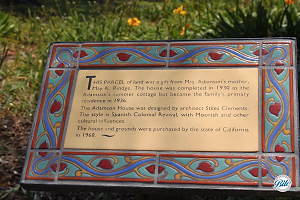 THIS PARCEL of land was a gift from Mrs. Adamson's mother,
May K. Rindge. The house was completed in 1930 as the
Adamson's summer cottage but became the family's primary
residence in 1936.
The Adamson House was designed by architect Stiles Clements.
The style is Spanish Colonial Revival, with Moorish and other
cultural influences.
The house and grounds were purchased by the state of California
in 1968.